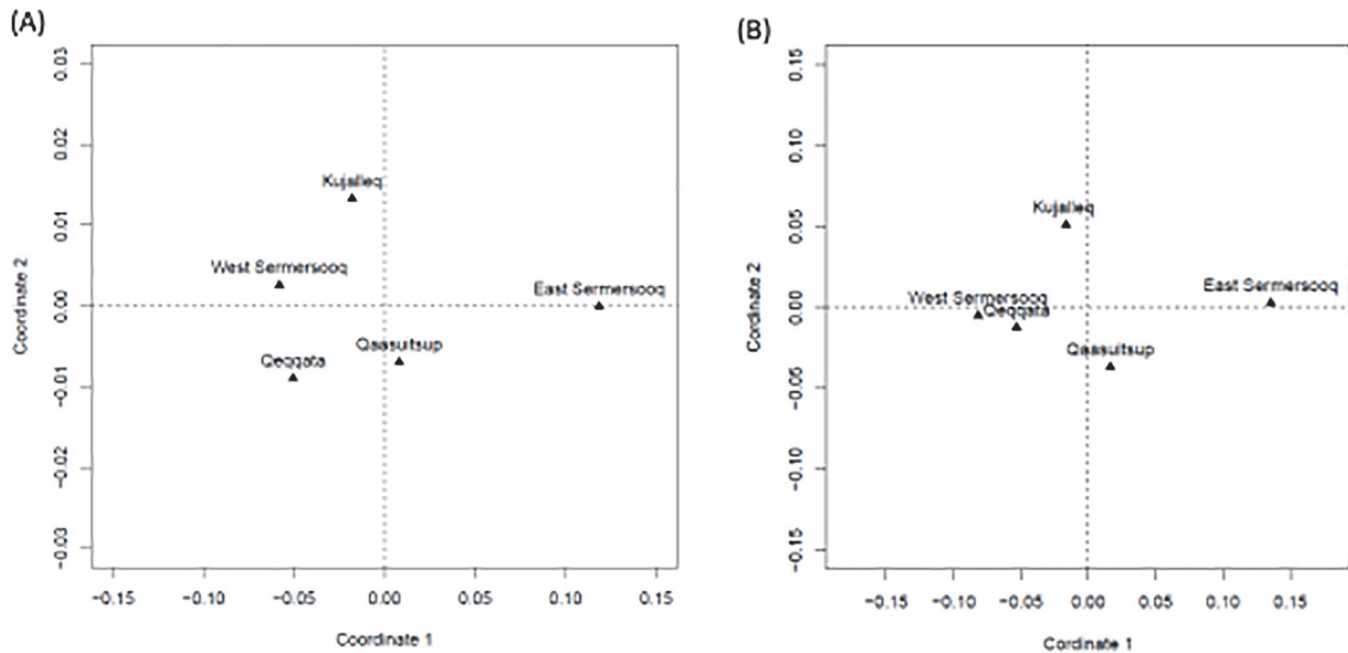 (A)
0.03
0.02
0.01
0.00
−0.01
−0.02
−0.03
Coordinate 2
Kujalleq
West Sermersooq
East Sermersooq
Qaasuitsup
Qeqqata
−0.15 −0.10 −0.05 0.00 0.05 0.10 0.15
Coordinate 1
(B)
0.15
0.10
0.05
0.00
−0.05
−0.10
−0.15
Cordinate 2
Kujalleq
East Sermersooq
West Sermersooq
Qeqqata
Qaasuitsup
−0.15 −0.10 −0.05 0.00 0.05 0.10 0.15
Cordinate 1